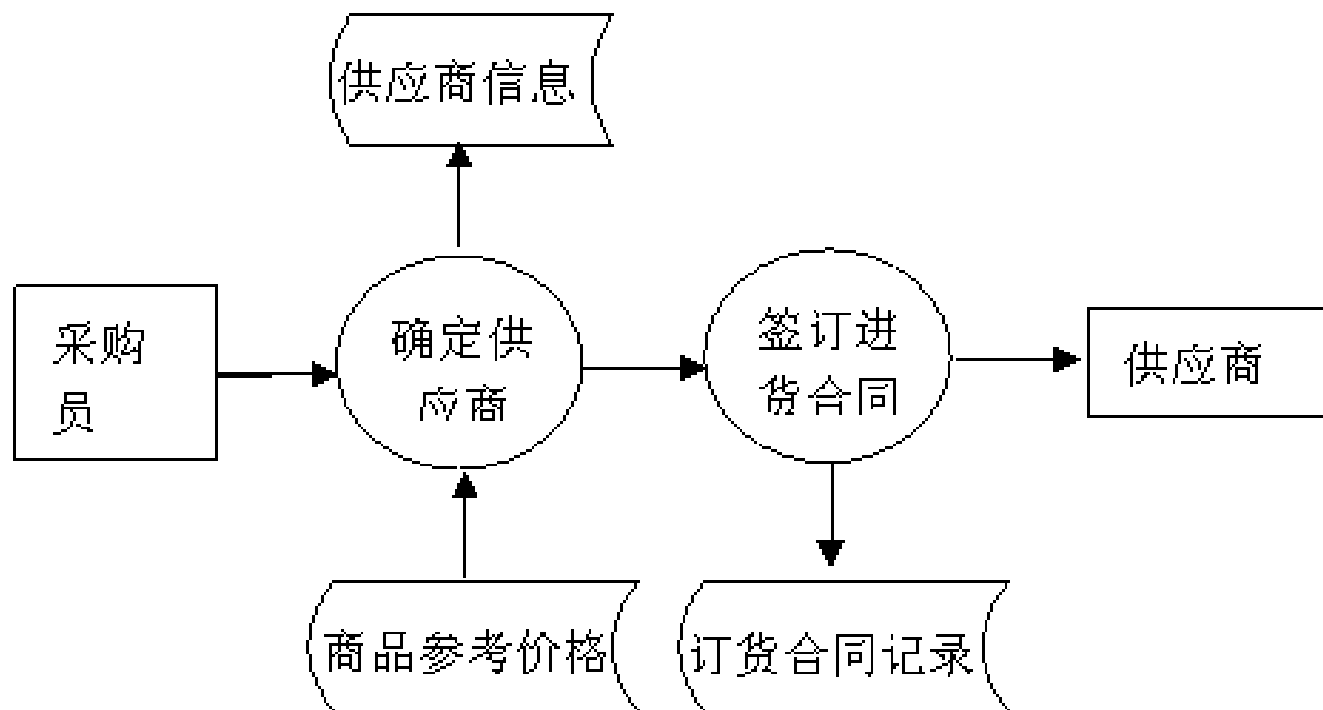 供应商信息
采购
员
确定供
应商
签订进
货合同
供应商
商品参考价格
订货合同记录